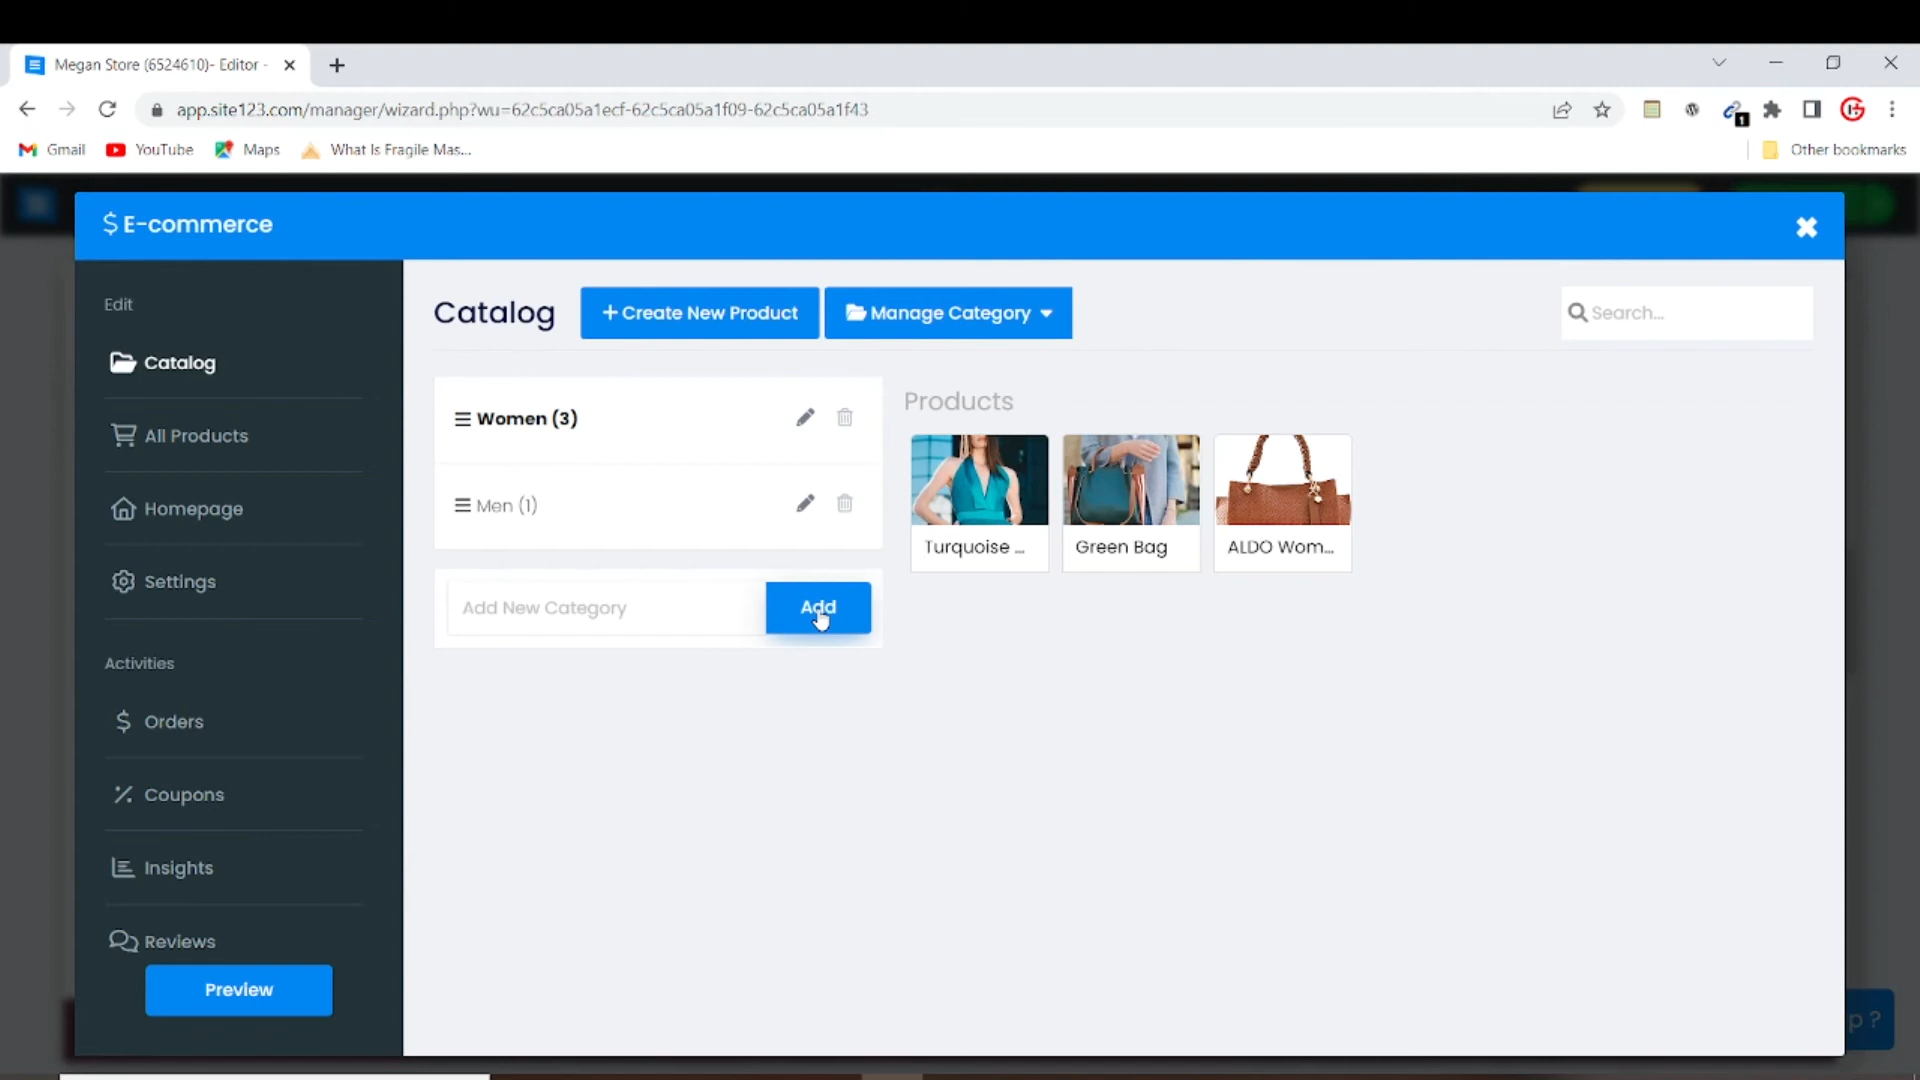 Megan Store (6524610)- Editor -
app.site123.com/manager/wizard.php?wu=62c5ca05a1ecf-62c5ca05a1f09-62c5ca05a1f43
1
Gmail
YouTube
Maps
What Is Fragile Mas...
Other bookmarks
$ E-commerce
Edit
Catalog
All Products
Homepage
Settings
Activities
$ Orders
Coupons
Insights
Reviews
Preview
Catalog
+ Create New Product
Manage Category
Search...
Women (3)
Men (1)
Add New Category
Add
Products
Turquoise ...
Green Bag
ALDO Wom...
p ?